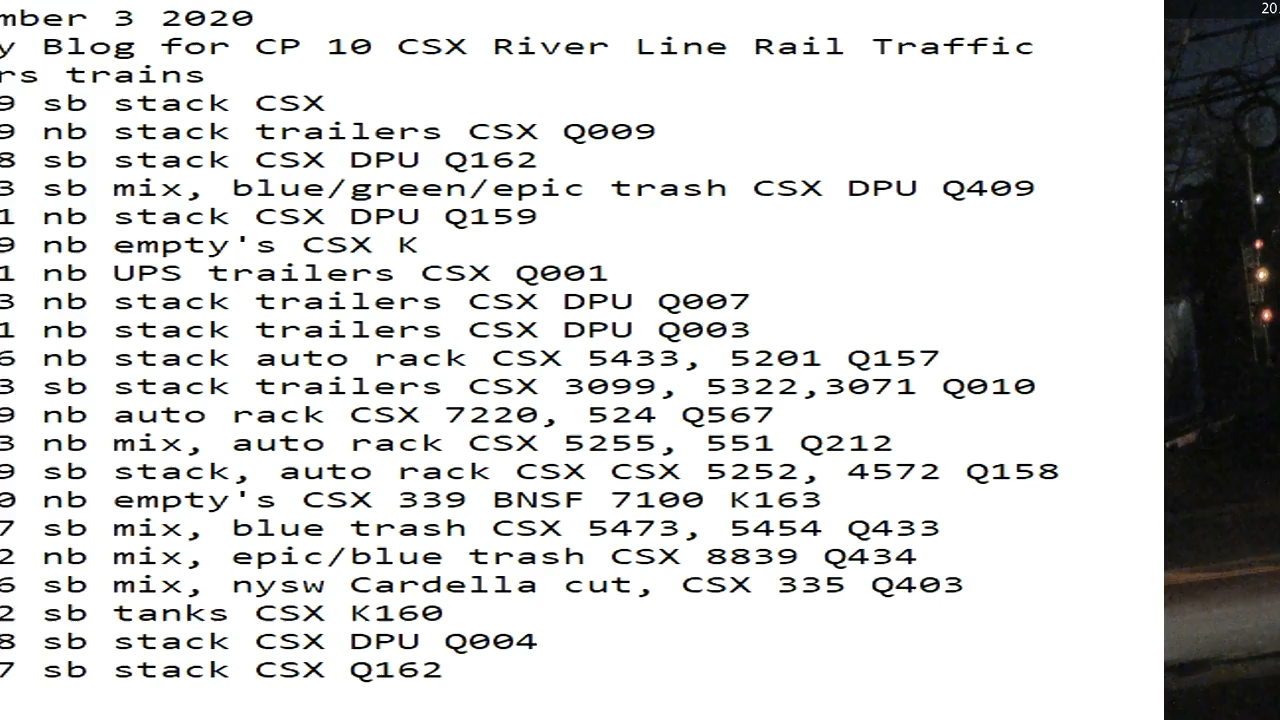 mber 3 2020
y Blog for CP 10 CSX River Line Rail Traffic
rs trains
9 sb stack CSX
9 nb stack trailers CSX Q009
8 sb stack CSX DPU Q162
3 sb mix, blue/green/epic trash CSX DPU Q409
1 nb stack CSX DPU Q159
9 nb empty's CSX K
1 nb UPS trailers CSX Q001
3 nb stack trailers CSX DPU Q007
1 nb stack trailers CSX DPU Q003
6 nb stack auto rack CSX 5433, 5201 Q157
3 sb stack trailers CSX 3099, 5322,3071 Q010
9 nb auto rack CSX 7220, 524 Q567
3 nb mix, auto rack CSX 5255, 551 Q212
9 sb stack, auto rack CSX CSX 5252, 4572 Q158
0 nb empty's CSX 339 BNSF 7100 K163
7 sb mix, blue trash CSX 5473, 5454 Q433
2 nb mix, epic/blue trash CSX 8839 Q434
6 sb mix, nysw Cardella cut, CSX 335 Q403
2 sb tanks CSX K160
8 sb stack CSX DPU Q004
7 sb stack CSX Q162
20